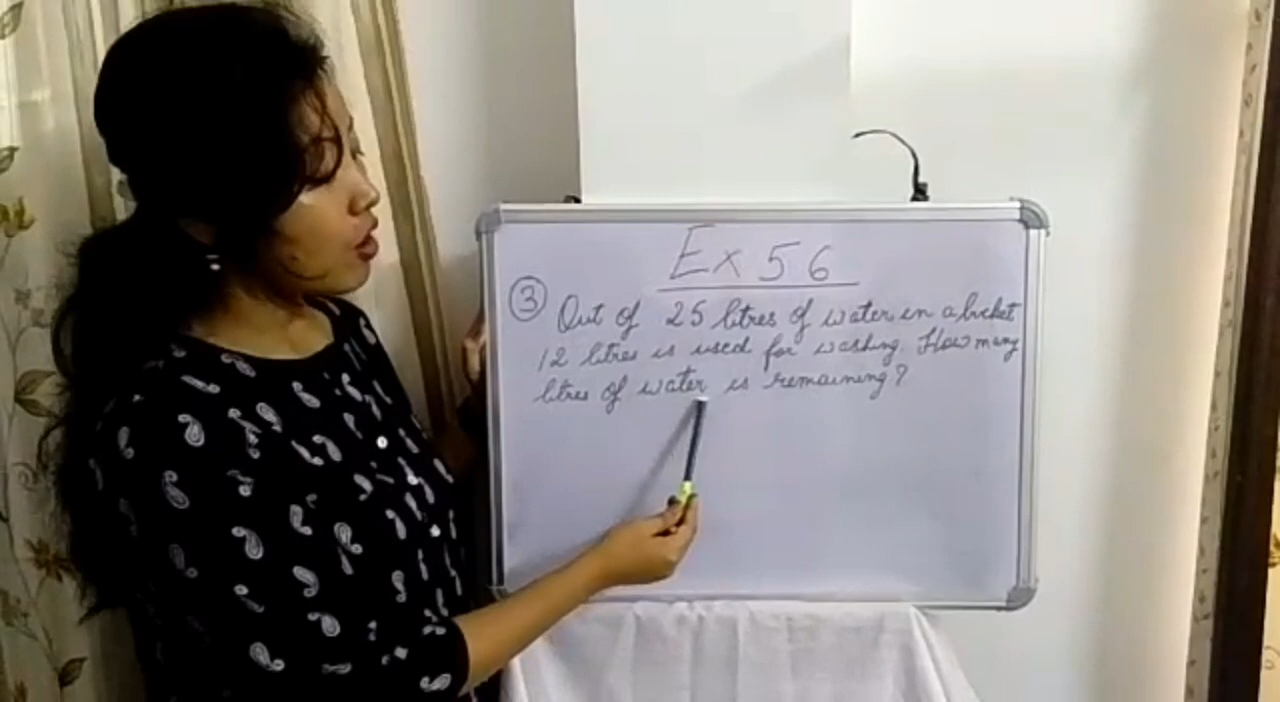 Ex 56
3 Out of 25 litres of water in a bucket
12 litres is used for washing. How many
litres of water is remaining?